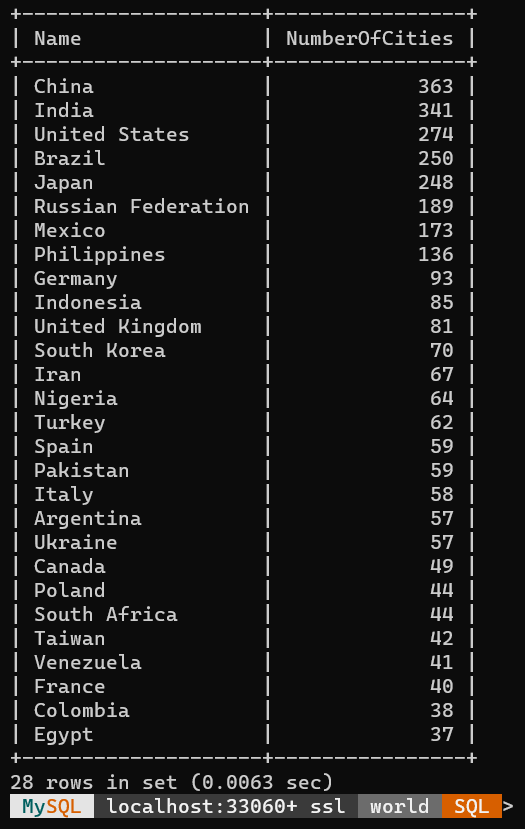 +--------------------+----------------+
| Name               | NumberOfCities |
+--------------------+----------------+
| China              |            363 |
| India              |            341 |
| United States      |            274 |
| Brazil             |            250 |
| Japan              |            248 |
| Russian Federation |            189 |
| Mexico             |            173 |
| Philippines        |            136 |
| Germany            |             93 |
| Indonesia          |             85 |
| United Kingdom     |             81 |
| South Korea        |             70 |
| Iran               |             67 |
| Nigeria            |             64 |
| Turkey             |             62 |
| Spain              |             59 |
| Pakistan           |             59 |
| Italy              |             58 |
| Argentina          |             57 |
| Ukraine            |             57 |
| Canada             |             49 |
| Poland             |             44 |
| South Africa       |             44 |
| Taiwan             |             42 |
| Venezuela          |             41 |
| France             |             40 |
| Colombia           |             38 |
| Egypt              |             37 |
+--------------------+----------------+
28 rows in set (0.0063 sec)
MySQL localhost:33060+ ssl world SQL >